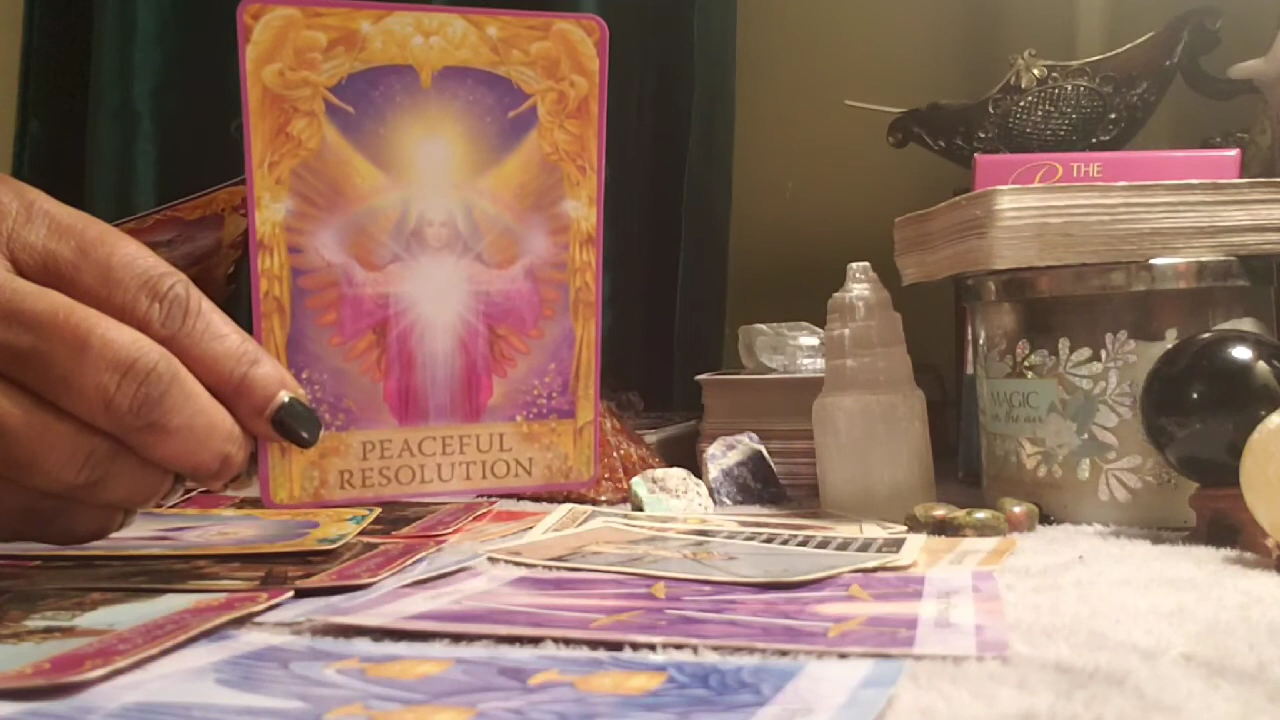 PEACEFUL
RESOLUTION
THE
MAGIC
in the air